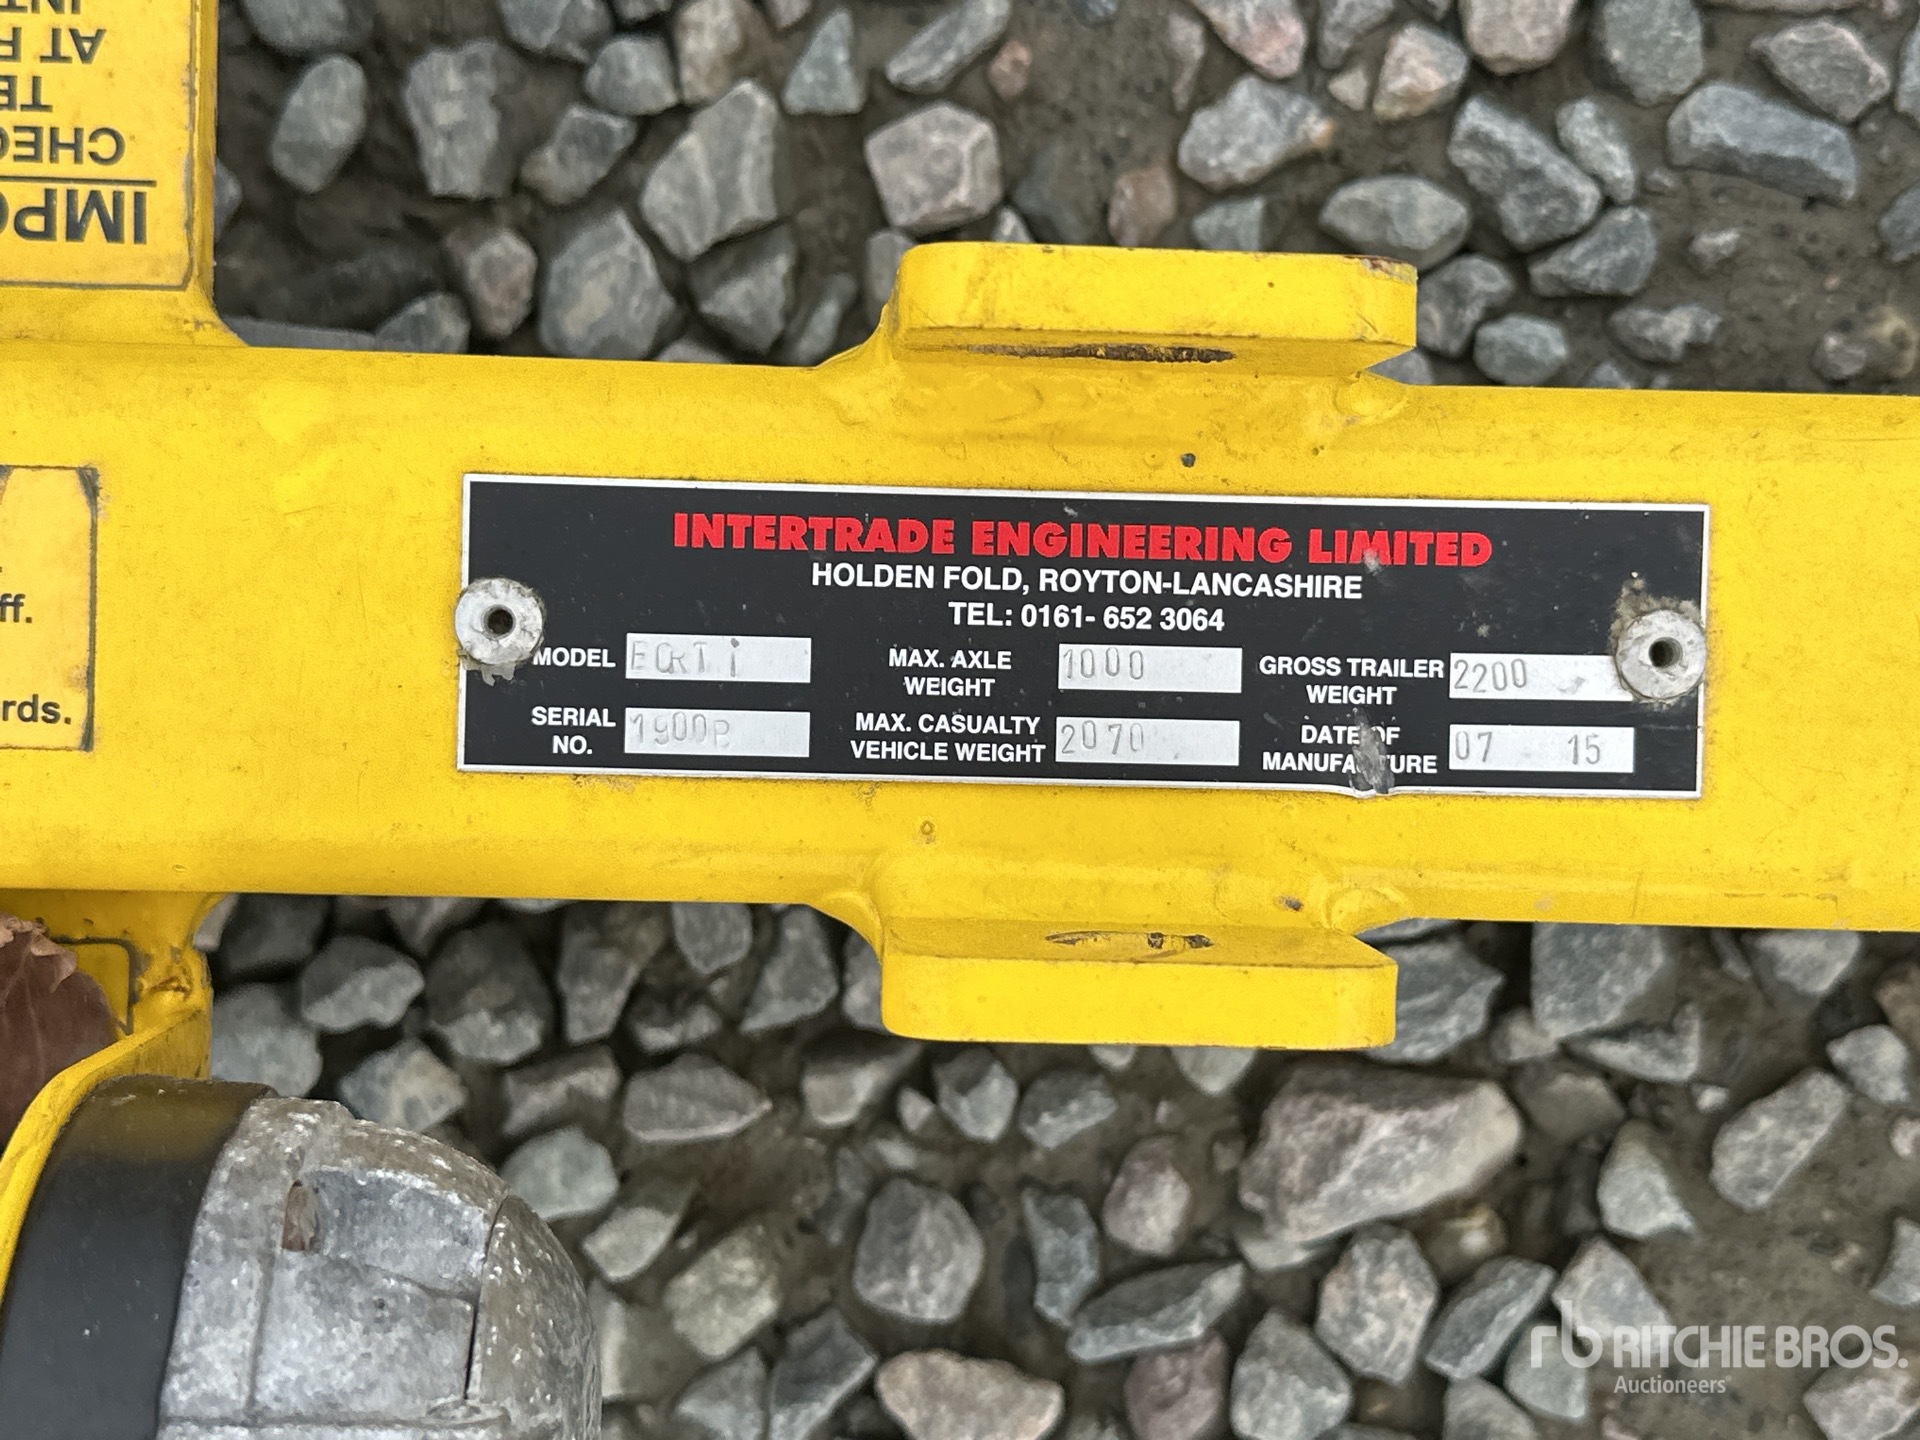 INT
AT
TE
CHEC
IMPO
ff.
rds.
INTERTRADE ENGINEERING LIMITED
HOLDEN FOLD, ROYTON-LANCASHIRE
TEL: 0161- 652 3064
MODEL MAX. AXLE WEIGHT 1000 GROSS TRAILER WEIGHT 2200
SERIAL NO. MAX. CASUALTY VEHICLE WEIGHT 2070 DATE OF MANUFACTURE 07 15
rb RITCHIE BROS.
Auctioneers